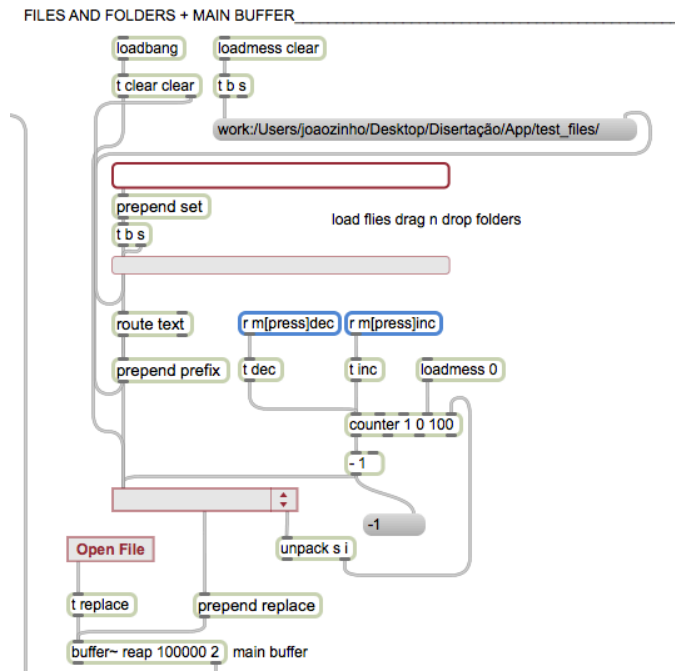 FILES AND FOLDERS + MAIN BUFFER
loadbang
loadmess clear
t clear clear
t b s
work:/Users/joaozinho/Desktop/Disertação/App/test_files/
prepend set
load flies drag n drop folders
t b s
route text
r m[press]dec
r m[press]inc
prepend prefix
t dec
t inc
loadmess 0
counter 1 0 100
- 1
-1
Open File
unpack s i
t replace
prepend replace
buffer~ reap 100000 2
main buffer